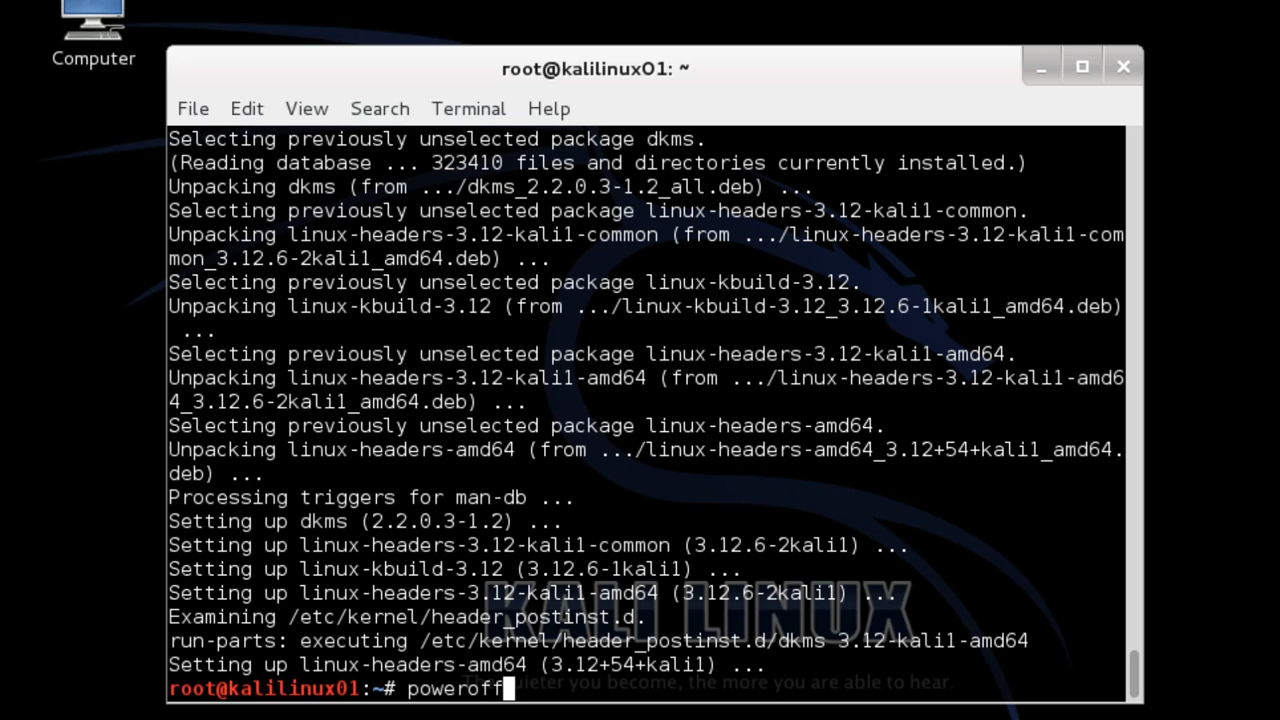 Computer
root@kalilinux01: ~
File Edit View Search Terminal Help
Selecting previously unselected package dkms.
(Reading database ... 323410 files and directories currently installed.)
Unpacking dkms (from .../dkms_2.2.0.3-1.2_all.deb) ...
Selecting previously unselected package linux-headers-3.12-kali1-common.
Unpacking linux-headers-3.12-kali1-common (from .../linux-headers-3.12-kali1-com
mon_3.12.6-2kali1_amd64.deb) ...
Selecting previously unselected package linux-kbuild-3.12.
Unpacking linux-kbuild-3.12 (from .../linux-kbuild-3.12_3.12.6-1kali1_amd64.deb)
...
Selecting previously unselected package linux-headers-3.12-kali1-amd64.
Unpacking linux-headers-3.12-kali1-amd64 (from .../linux-headers-3.12-kali1-amd6
4_3.12.6-2kali1_amd64.deb) ...
Selecting previously unselected package linux-headers-amd64.
Unpacking linux-headers-amd64 (from .../linux-headers-amd64_3.12+54+kali1_amd64.
deb) ...
Processing triggers for man-db ...
Setting up dkms (2.2.0.3-1.2) ...
Setting up linux-headers-3.12-kali1-common (3.12.6-2kali1) ...
Setting up linux-kbuild-3.12 (3.12.6-1kali1) ...
Setting up linux-headers-3.12-kali1-amd64 (3.12.6-2kali1) ...
Examining /etc/kernel/header_postinst.d.
run-parts: executing /etc/kernel/header_postinst.d/dkms 3.12-kali1-amd64
Setting up linux-headers-amd64 (3.12+54+kali1) ...
root@kalilinux01:~# poweroff
KALI LINUX
The quieter you become, the more you are able to hear.